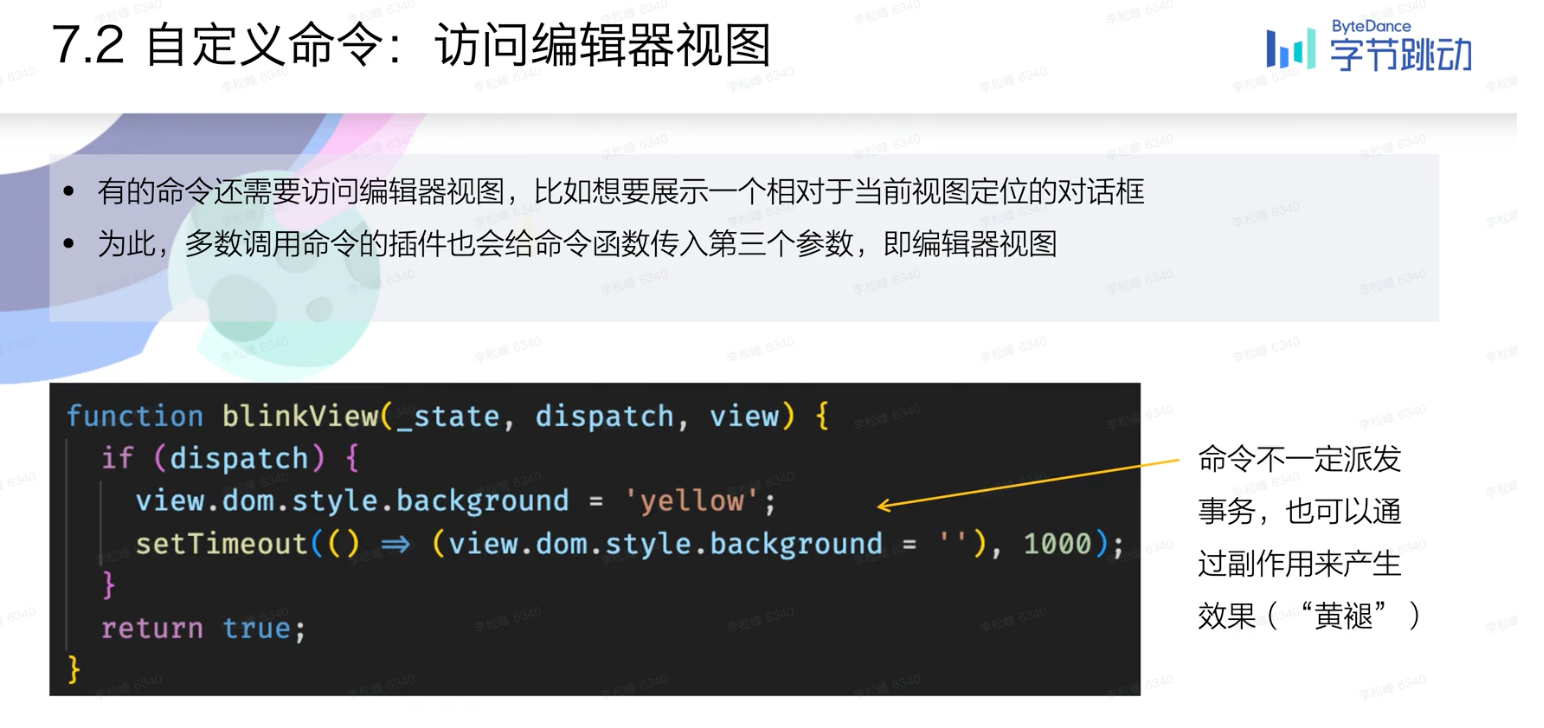 7.2 自定义命令：访问编辑器视图
ByteDance
字节跳动
• 有的命令还需要访问编辑器视图，比如想要展示一个相对于当前视图定位的对话框
• 为此，多数调用命令的插件也会给命令函数传入第三个参数，即编辑器视图
function blinkView(_state, dispatch, view) {
if (dispatch) {
view.dom.style.background = 'yellow';
setTimeout(() => (view.dom.style.background = ''), 1000);
}
return true;
}
命令不一定派发
事务，也可以通
过副作用来产生
效果（“黄褪”）
李松峰 6340